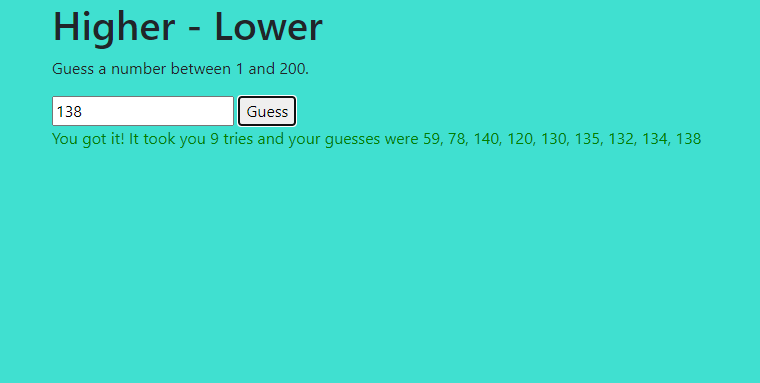 Higher - Lower
Guess a number between 1 and 200.
138 Guess
You got it! It took you 9 tries and your guesses were 59, 78, 140, 120, 130, 135, 132, 134, 138